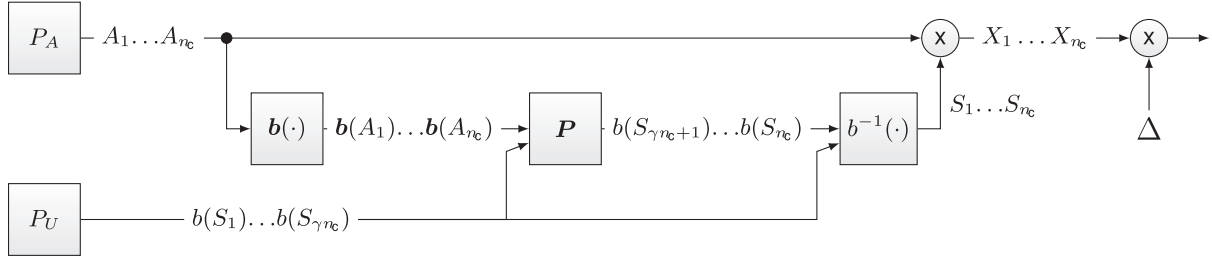 P_A A_1…A_{n_c} x X_1…X_{n_c} x
S_1…S_{n_c}
b(·) b(A_1)…b(A_{n_c}) P b(S_{γn_c+1})…b(S_{n_c}) b^{-1}(·) Δ
P_U b(S_1)…b(S_{γn_c})